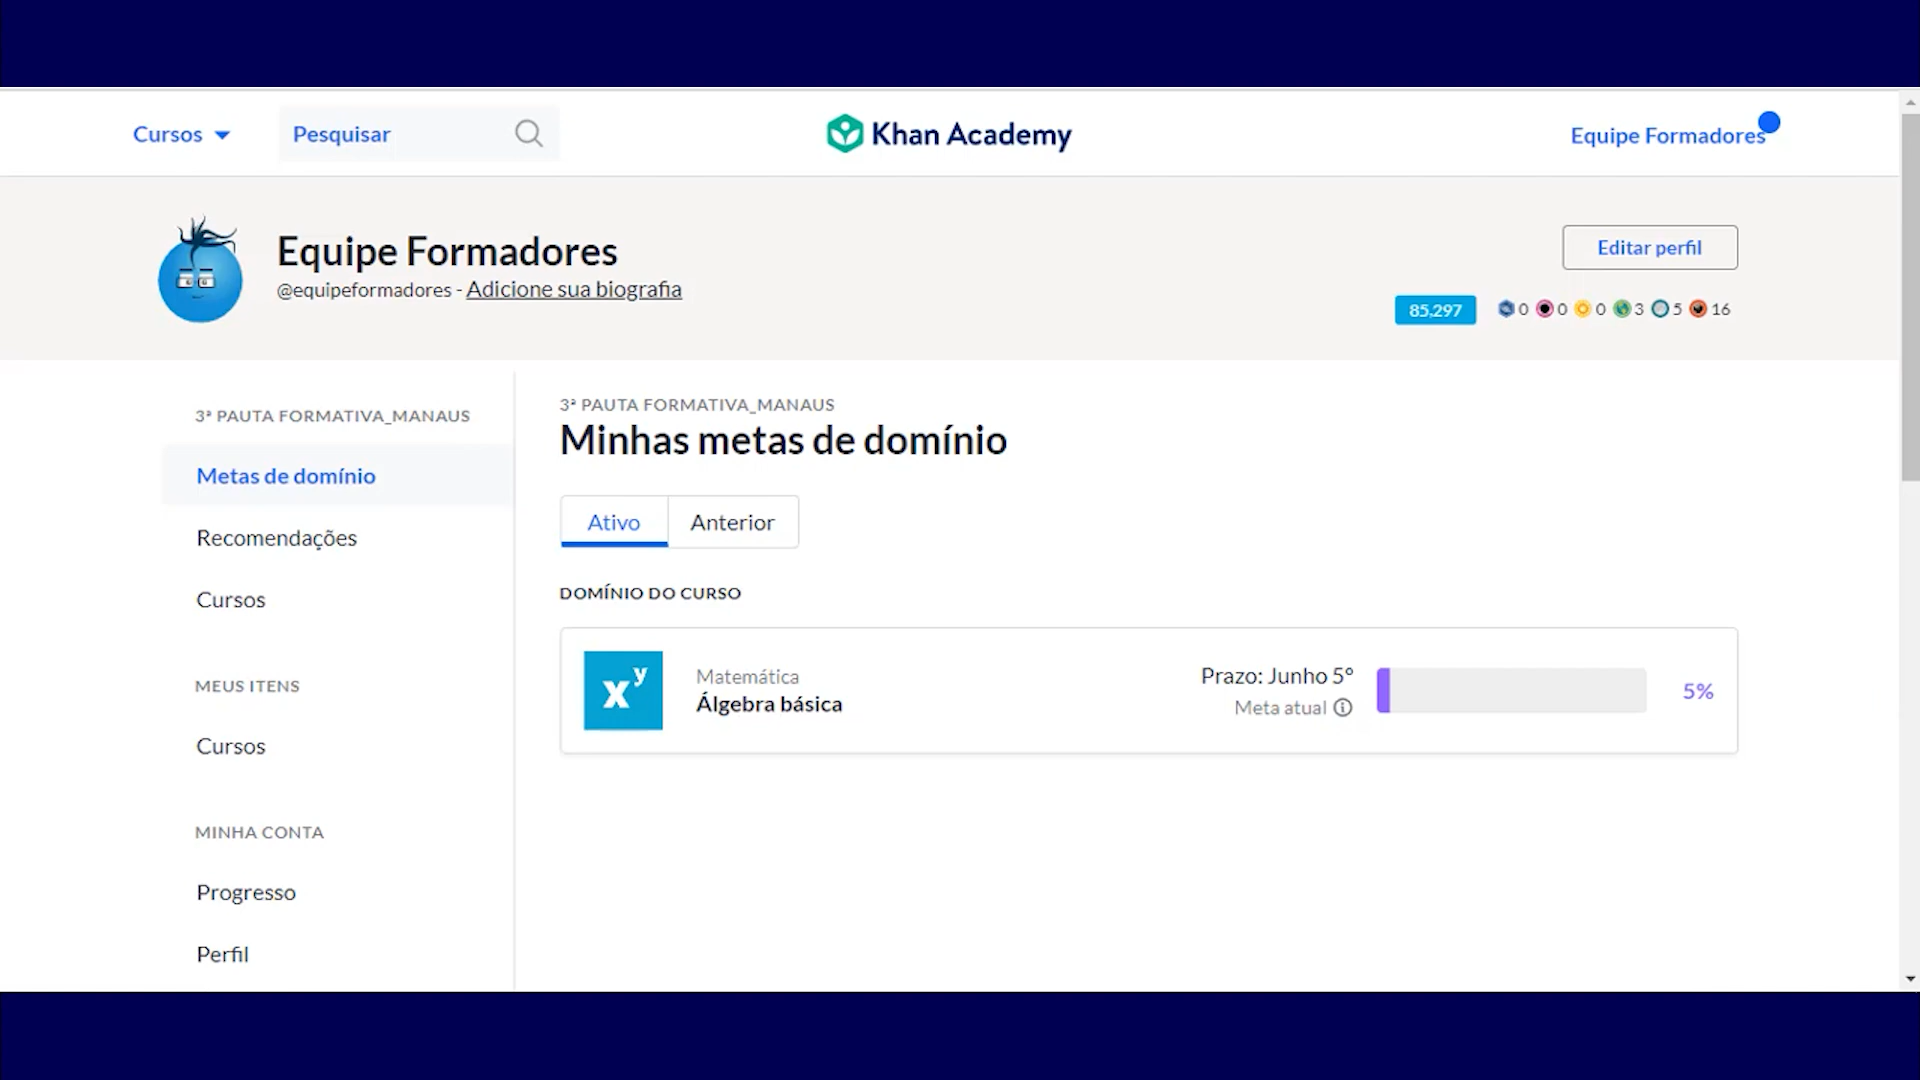 Cursos
Pesquisar
Khan Academy
Equipe Formadores
Equipe Formadores
@equipeformadores - Adicione sua biografia
Editar perfil
85,297
0 0 0 3 5 16
3ª PAUTA FORMATIVA_MANAUS
Metas de domínio
Recomendações
Cursos
MEUS ITENS
Cursos
MINHA CONTA
Progresso
Perfil
3ª PAUTA FORMATIVA_MANAUS
Minhas metas de domínio
Ativo
Anterior
DOMÍNIO DO CURSO
xʸ
Matemática
Álgebra básica
Prazo: Junho 5º
Meta atual
5%